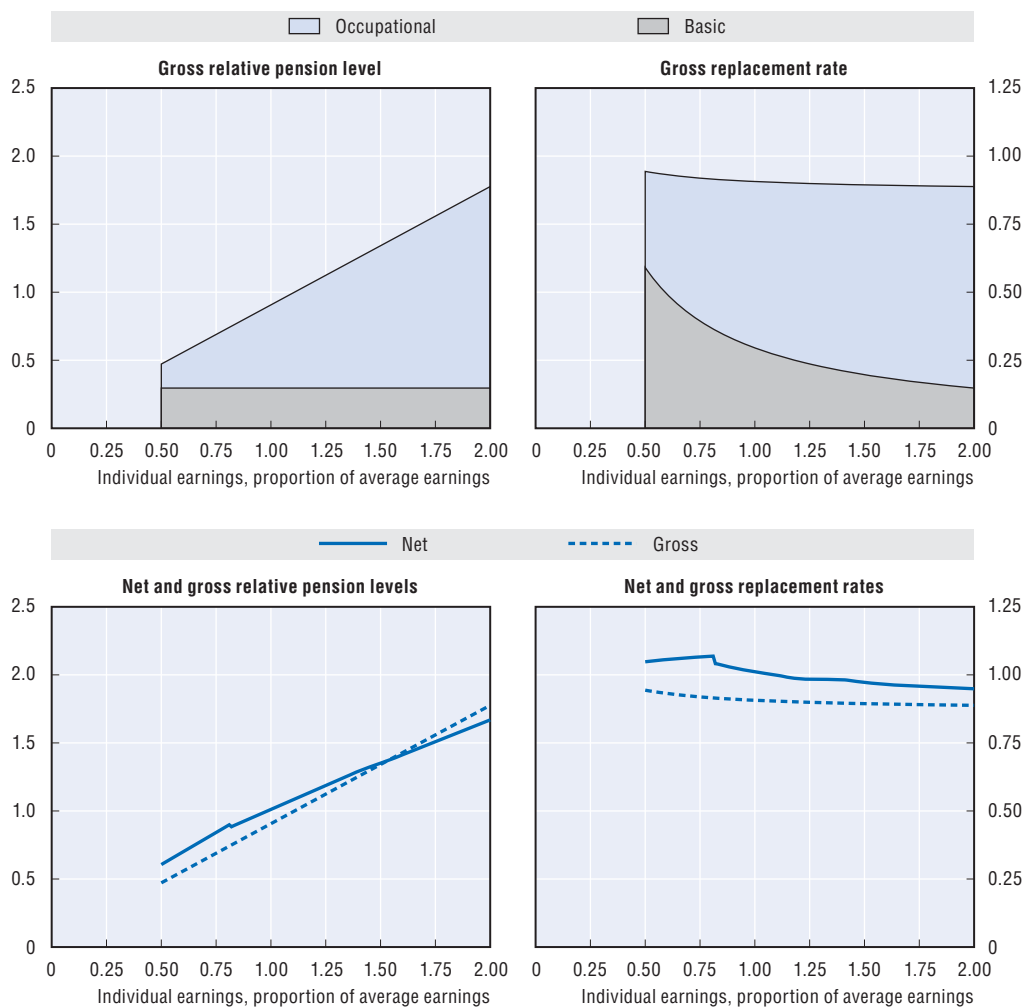 Occupational Basic
Gross relative pension level
2.5
2.0
1.5
1.0
0.5
0
0 0.25 0.50 0.75 1.00 1.25 1.50 1.75 2.00
Individual earnings, proportion of average earnings
Gross replacement rate
1.25
1.00
0.75
0.50
0.25
0
0 0.25 0.50 0.75 1.00 1.25 1.50 1.75 2.00
Individual earnings, proportion of average earnings
Net Gross
Net and gross relative pension levels
2.5
2.0
1.5
1.0
0.5
0
0 0.25 0.50 0.75 1.00 1.25 1.50 1.75 2.00
Individual earnings, proportion of average earnings
Net and gross replacement rates
1.25
1.00
0.75
0.50
0.25
0
0 0.25 0.50 0.75 1.00 1.25 1.50 1.75 2.00
Individual earnings, proportion of average earnings